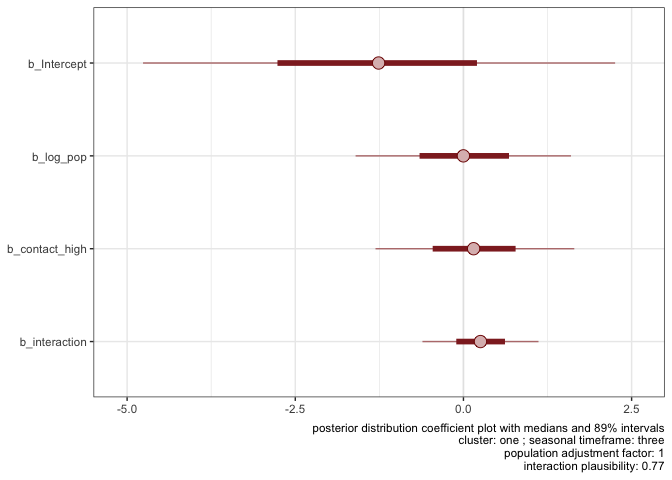 b_Intercept
b_log_pop
b_contact_high
b_interaction
-5.0 -2.5 0.0 2.5
posterior distribution coefficient plot with medians and 89% intervals
cluster: one ; seasonal timeframe: three
population adjustment factor: 1
interaction plausibility: 0.77